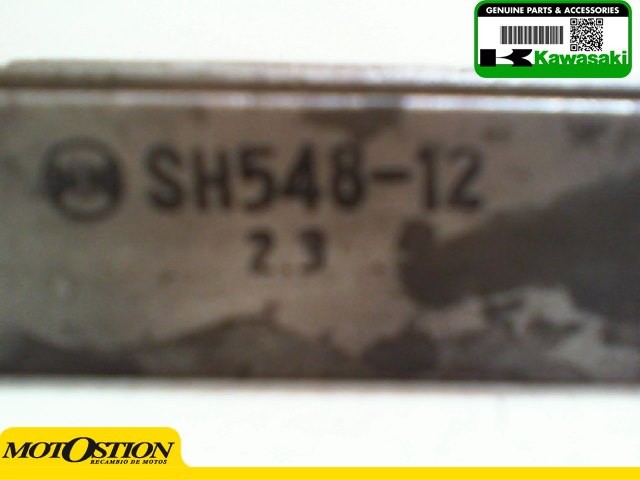 GENUINE PARTS & ACCESSORIES
Kawasaki
SH548-12
2.3
MOTOSTION
RECAMBIO DE MOTOS